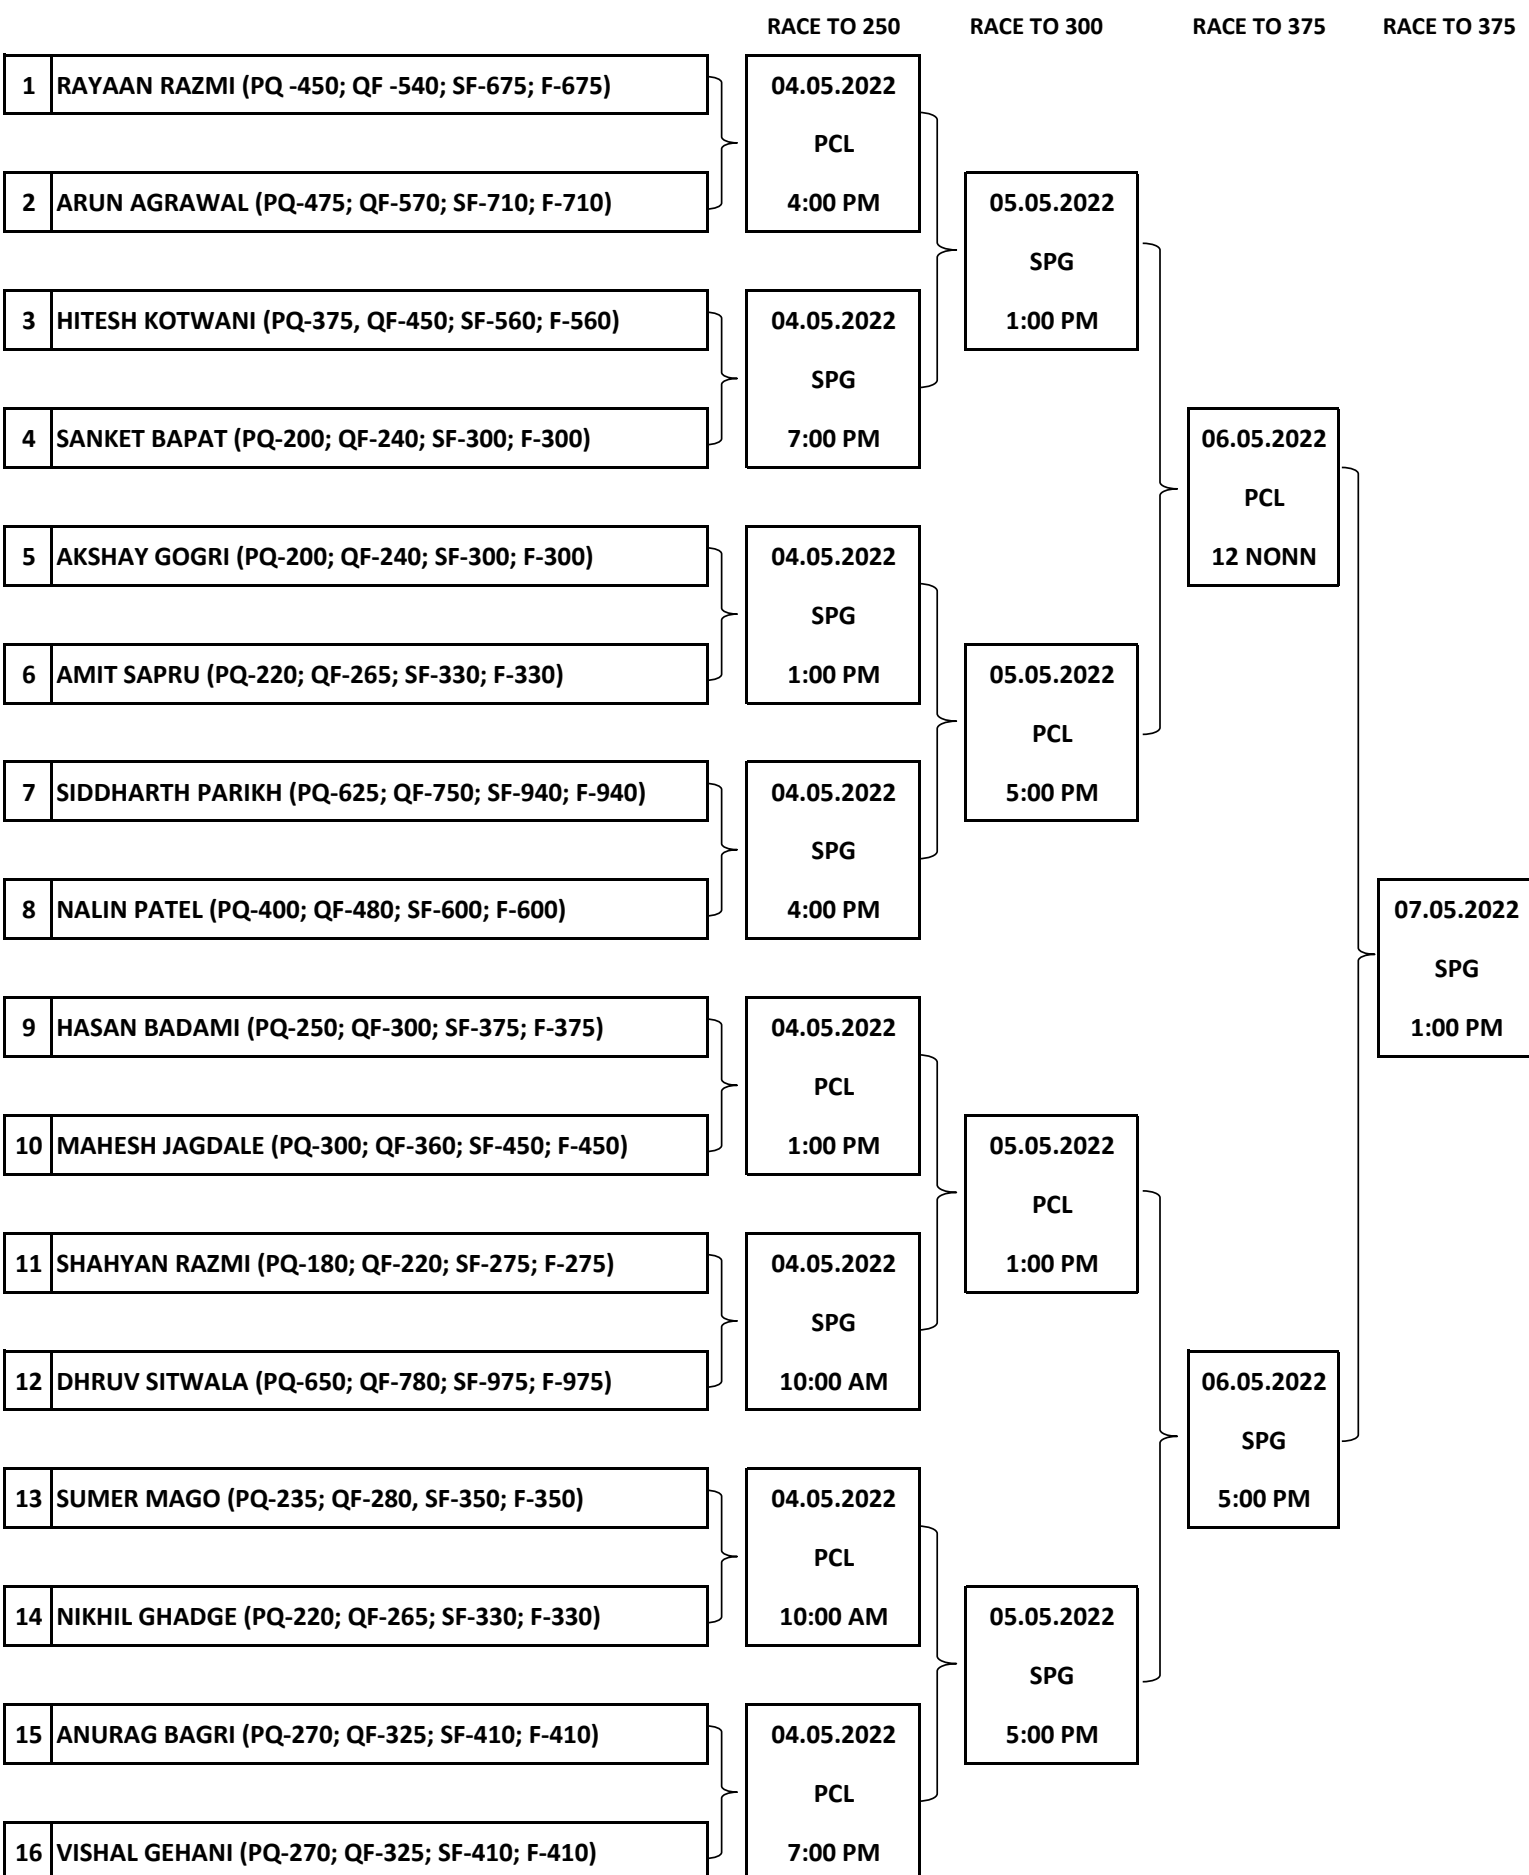 RACE TO 250 RACE TO 300 RACE TO 375 RACE TO 375
1 RAYAAN RAZMI (PQ -450; QF -540; SF-675; F-675) 04.05.2022
PCL
2 ARUN AGRAWAL (PQ-475; QF-570; SF-710; F-710) 4:00 PM 05.05.2022
SPG
3 HITESH KOTWANI (PQ-375, QF-450; SF-560; F-560) 04.05.2022 1:00 PM
SPG
4 SANKET BAPAT (PQ-200; QF-240; SF-300; F-300) 7:00 PM 06.05.2022
PCL
5 AKSHAY GOGRI (PQ-200; QF-240; SF-300; F-300) 04.05.2022 12 NONN
SPG
6 AMIT SAPRU (PQ-220; QF-265; SF-330; F-330) 1:00 PM 05.05.2022
PCL
7 SIDDHARTH PARIKH (PQ-625; QF-750; SF-940; F-940) 04.05.2022 5:00 PM
SPG
8 NALIN PATEL (PQ-400; QF-480; SF-600; F-600) 4:00 PM 07.05.2022
SPG
9 HASAN BADAMI (PQ-250; QF-300; SF-375; F-375) 04.05.2022 1:00 PM
PCL
10 MAHESH JAGDALE (PQ-300; QF-360; SF-450; F-450) 1:00 PM 05.05.2022
PCL
11 SHAHYAN RAZMI (PQ-180; QF-220; SF-275; F-275) 04.05.2022 1:00 PM
SPG
12 DHRUV SITWALA (PQ-650; QF-780; SF-975; F-975) 10:00 AM 06.05.2022
SPG
13 SUMER MAGO (PQ-235; QF-280, SF-350; F-350) 04.05.2022 5:00 PM
PCL
14 NIKHIL GHADGE (PQ-220; QF-265; SF-330; F-330) 10:00 AM 05.05.2022
SPG
15 ANURAG BAGRI (PQ-270; QF-325; SF-410; F-410) 04.05.2022 5:00 PM
PCL
16 VISHAL GEHANI (PQ-270; QF-325; SF-410; F-410) 7:00 PM